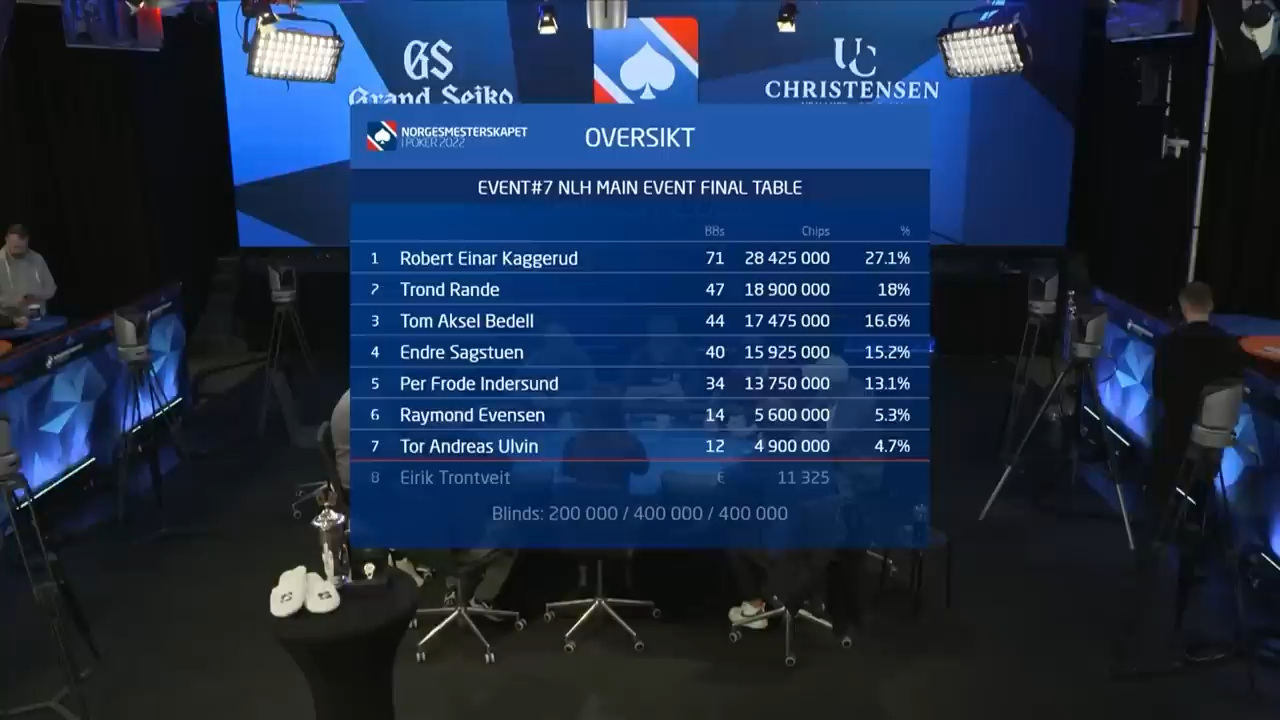 GS
Grand Seiko
UC
CHRISTENSEN
NORGESMESTERSKAPET
I POKER 2022
OVERSIKT
EVENT#7 NLH MAIN EVENT FINAL TABLE
BBs Chips %
1 Robert Einar Kaggerud 71 28 425 000 27.1%
2 Trond Rande 47 18 900 000 18%
3 Tom Aksel Bedell 44 17 475 000 16.6%
4 Endre Sagstuen 40 15 925 000 15.2%
5 Per Frode Indersund 34 13 750 000 13.1%
6 Raymond Evensen 14 5 600 000 5.3%
7 Tor Andreas Ulvin 12 4 900 000 4.7%
8 Eirik Trontveit € 11 325
Blinds: 200 000 / 400 000 / 400 000